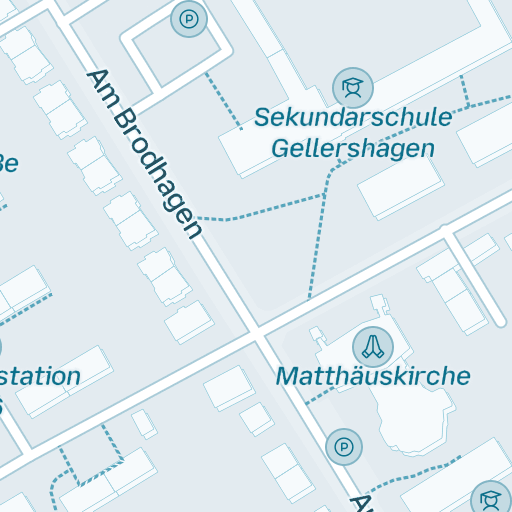 P
Am Brodhagen
Sekundarschule
Gellershagen
station
Matthäuskirche
P